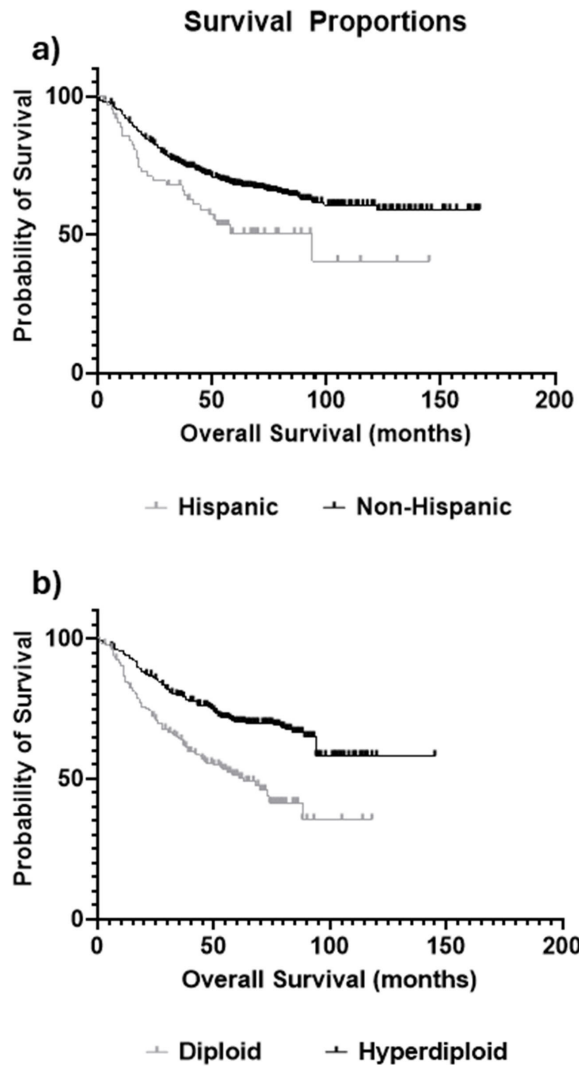 Survival Proportions
a)
Probability of Survival
100
50
0
0 50 100 150 200
Overall Survival (months)
Hispanic Non-Hispanic
b)
Probability of Survival
100
50
0
0 50 100 150 200
Overall Survival (months)
Diploid Hyperdiploid